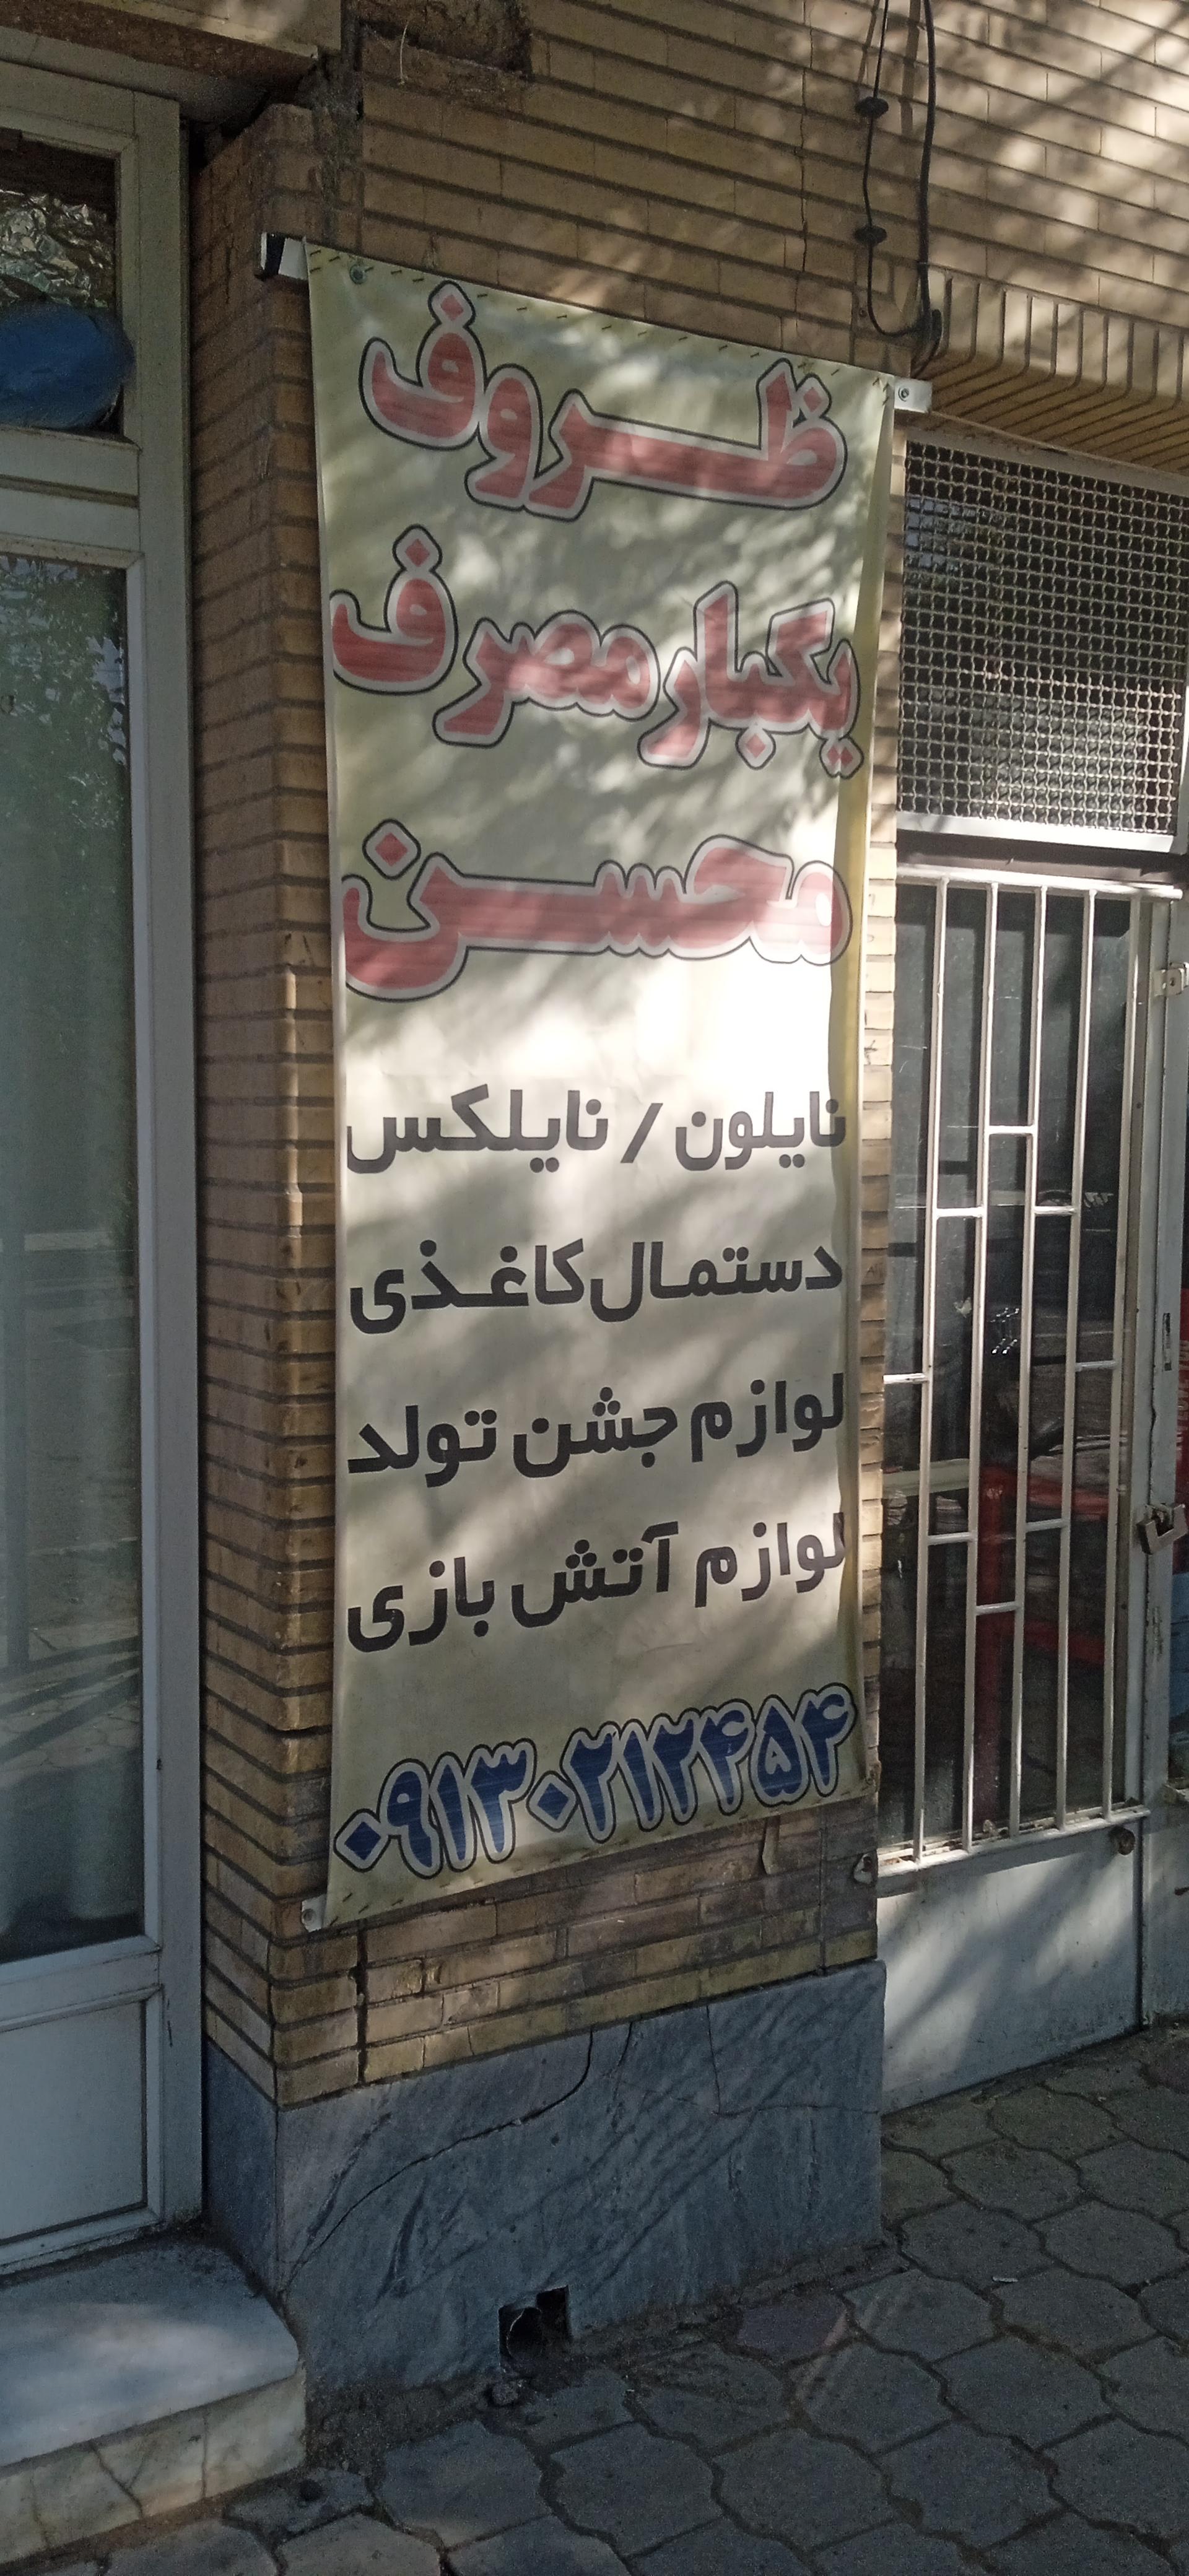 ظروف
یکبار مصرف
محسن
نایلون / نایلکس
دستمال کاغذی
لوازم جشن تولد
لوازم آتش بازی
۰۹۱۳۰۲۱۲۴۵۴